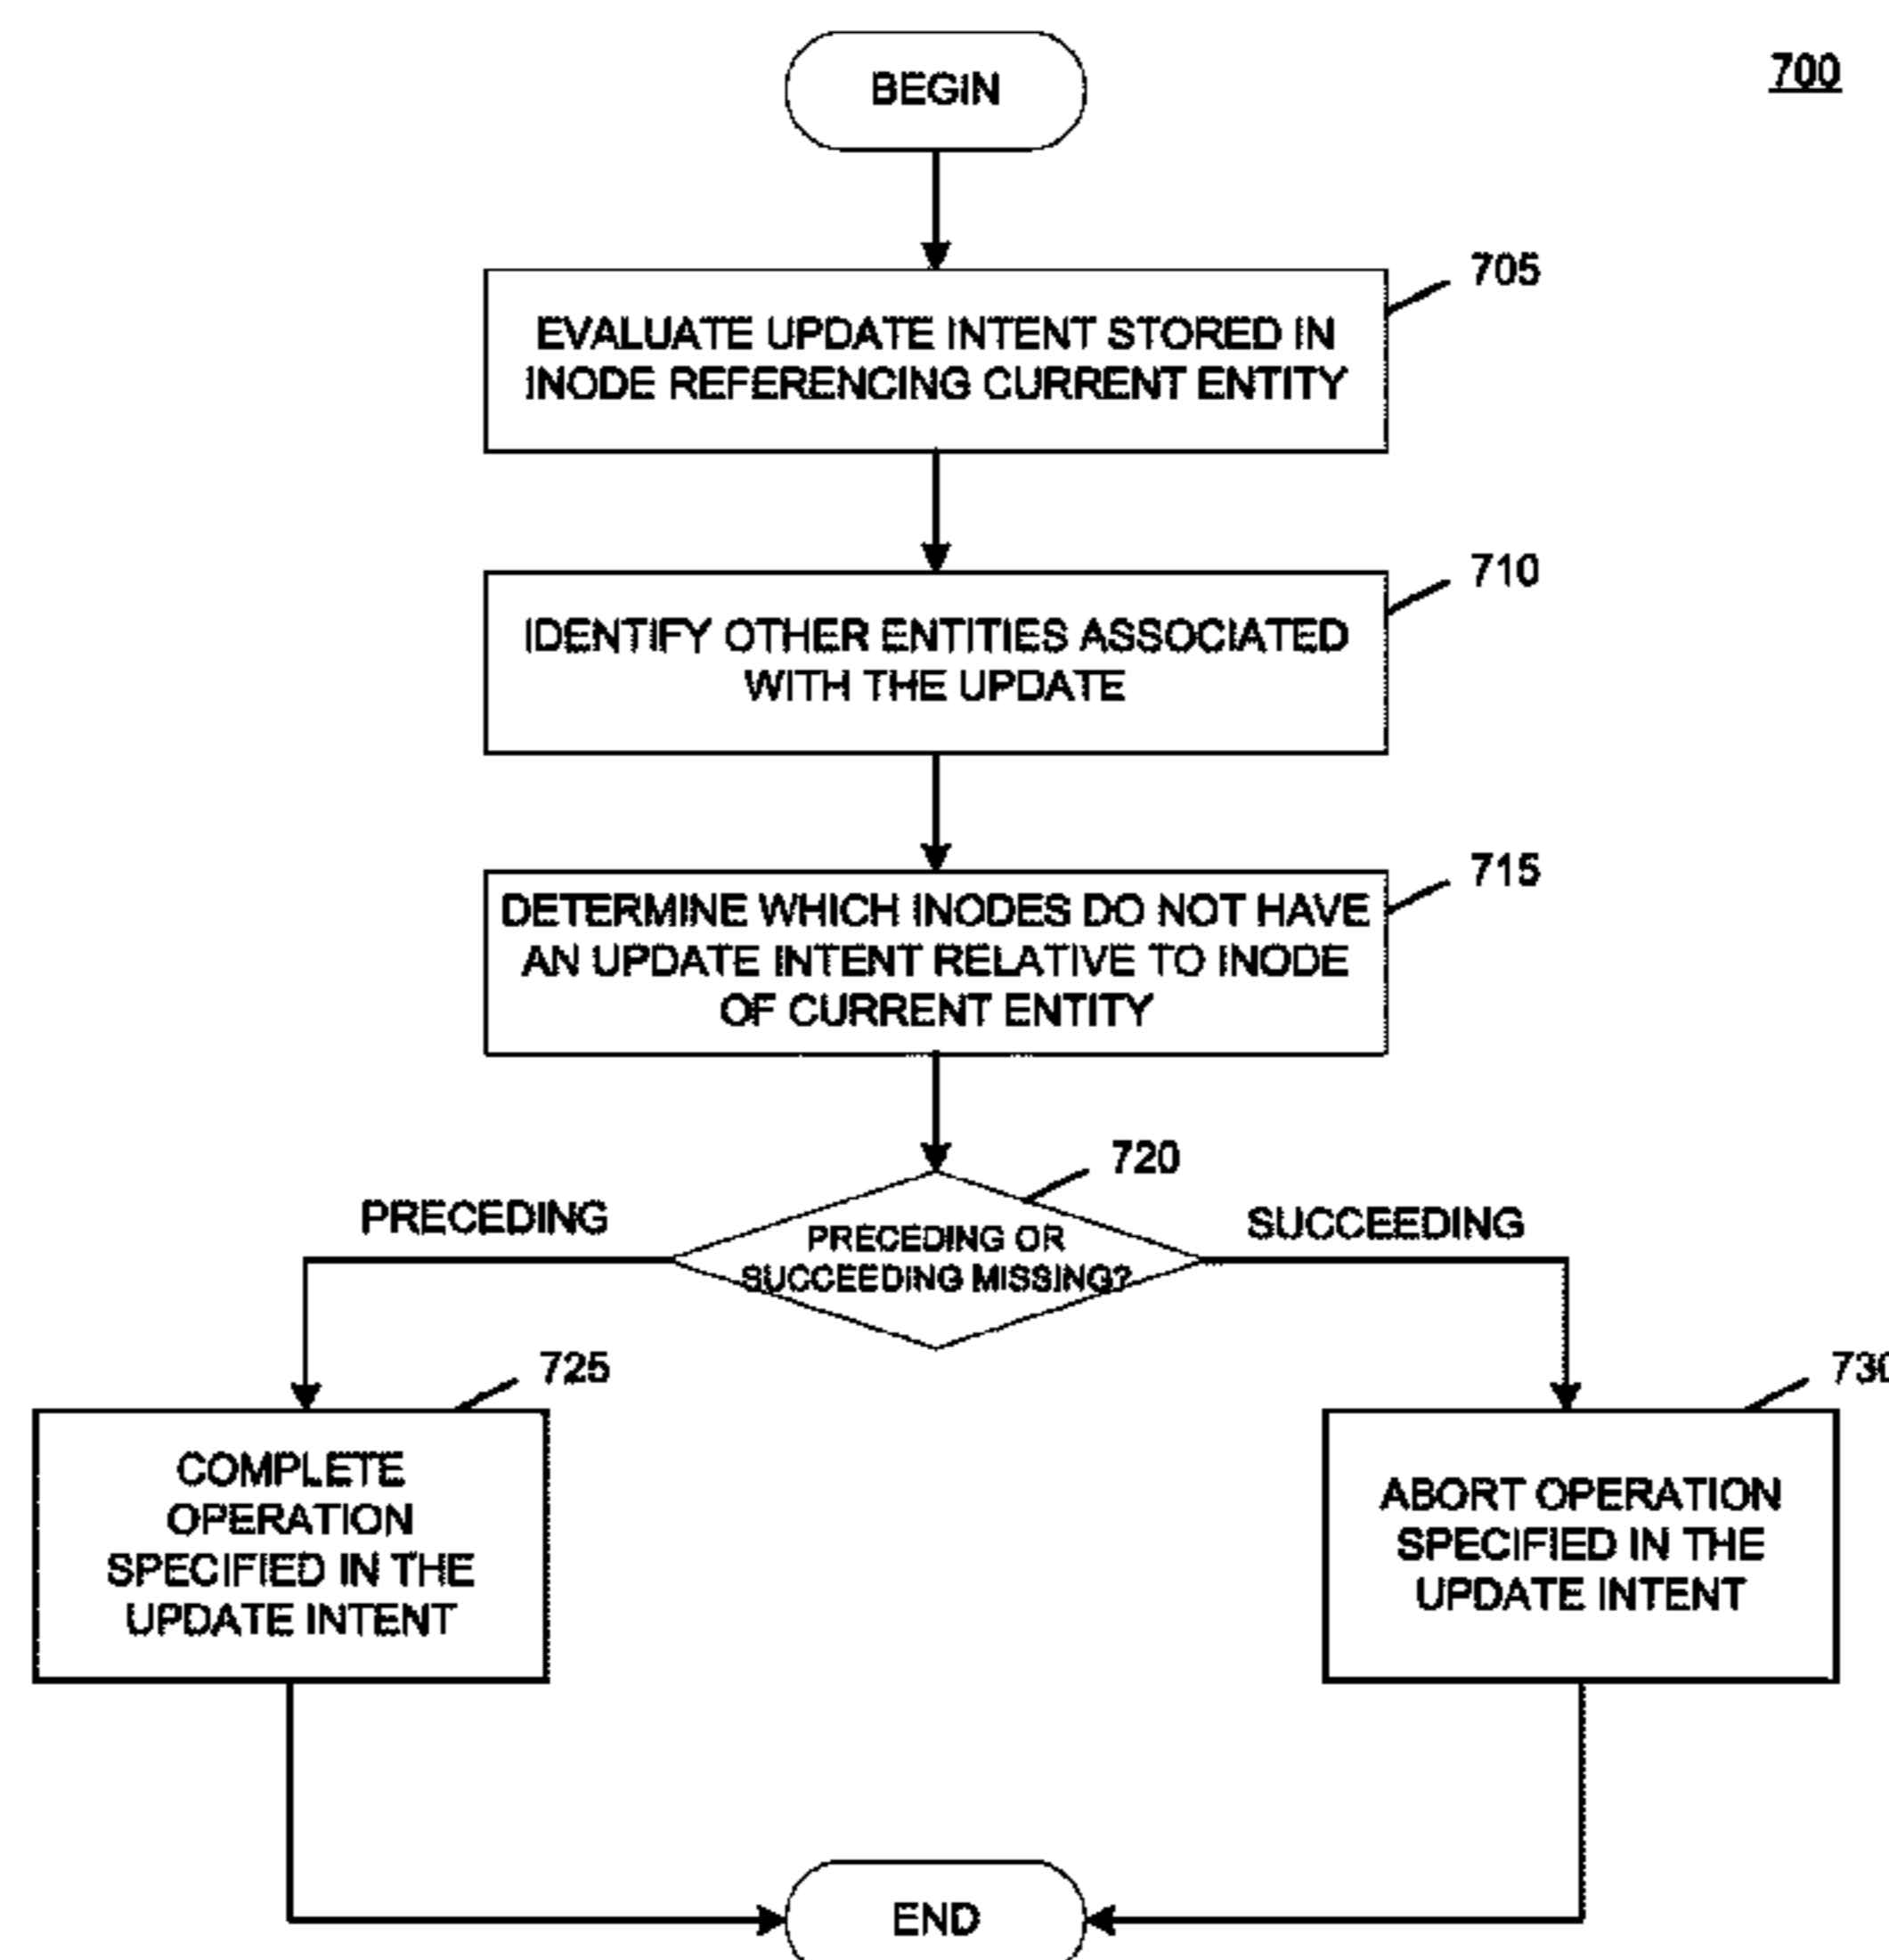 BEGIN
700
705
EVALUATE UPDATE INTENT STORED IN
INODE REFERENCING CURRENT ENTITY
710
IDENTIFY OTHER ENTITIES ASSOCIATED
WITH THE UPDATE
715
DETERMINE WHICH INODES DO NOT HAVE
AN UPDATE INTENT RELATIVE TO INODE
OF CURRENT ENTITY
720
PRECEDING
PRECEDING OR
SUCCEEDING MISSING?
SUCCEEDING
725
COMPLETE
OPERATION
SPECIFIED IN THE
UPDATE INTENT
730
ABORT OPERATION
SPECIFIED IN THE
UPDATE INTENT
END